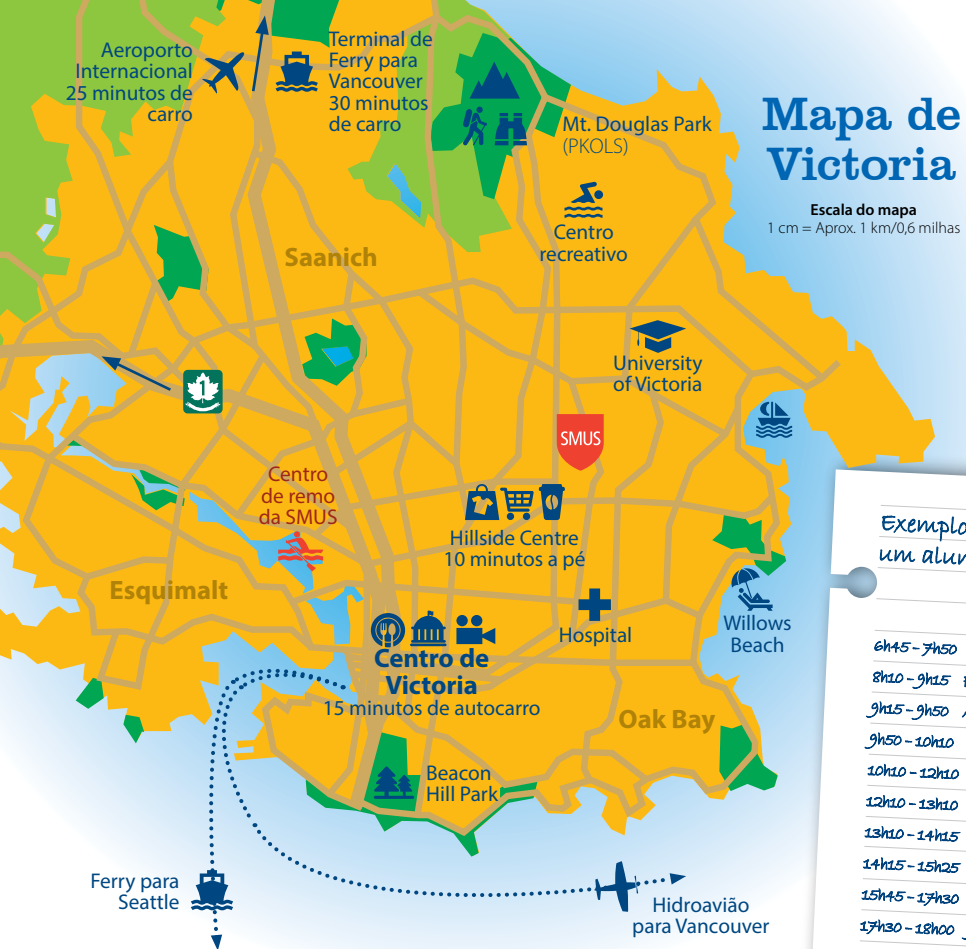 Aeroporto
Internacional
25 minutos de
carro
Terminal de
Ferry para
Vancouver
30 minutos
de carro
Mt. Douglas Park
(PKOLS)
Mapa de
Victoria
Escala do mapa
1 cm = Aprox. 1 km/0,6 milhas
Centro
recreativo
Saanich
University
of Victoria
1
SMUS
Centro
de remo
da SMUS
Hillside Centre
10 minutos a pé
Esquimalt
Hospital
Willows
Beach
Centro de
Victoria
15 minutos de autocarro
Oak Bay
Beacon
Hill Park
Ferry para
Seattle
Hidroavião
para Vancouver
Exemplo
um alun
6h45 - 7h50
8h10 - 9h15
9h15 - 9h50
9h50 - 10h10
10h10 - 12h10
12h10 - 13h10
13h10 - 14h15
14h15 - 15h25
15h45 - 17h30
17h30 - 18h00